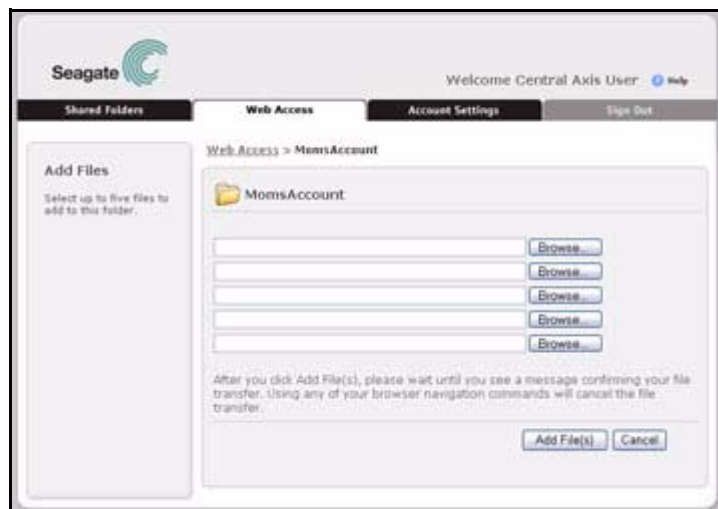 Seagate
Welcome Central Axis User Help
Shared Folders Web Access Account Settings Sign Out
Web Access > MomsAccount
Add Files
Select up to five files to
add to this folder.
MomsAccount
Browse...
Browse...
Browse...
Browse...
Browse...
After you click Add File(s), please wait until you see a message confirming your file
transfer. Using any of your browser navigation commands will cancel the file
transfer.
Add File(s) Cancel